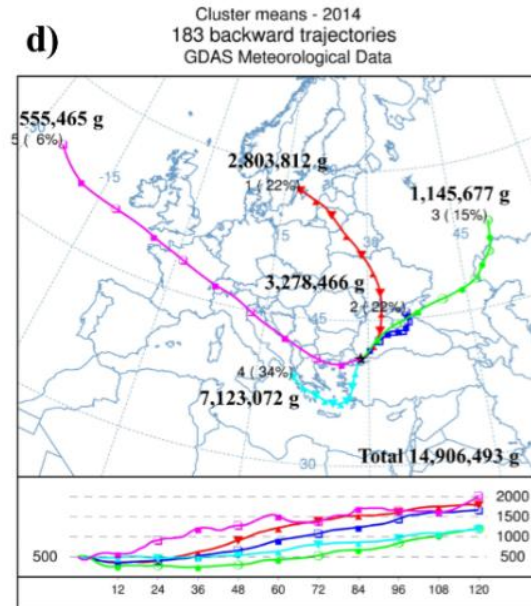 d)
Cluster means - 2014
183 backward trajectories
GDAS Meteorological Data
555,465 g
5 ( 6%)
2,803,812 g
1 ( 22%)
1,145,677 g
3 ( 15%)
-15
15
30
45
3,278,466 g
2 ( 22%)
45
4 ( 34%)
7,123,072 g
30
Total 14,906,493 g
500
2000
1500
1000
12 24 36 48 60 72 84 96 108 120